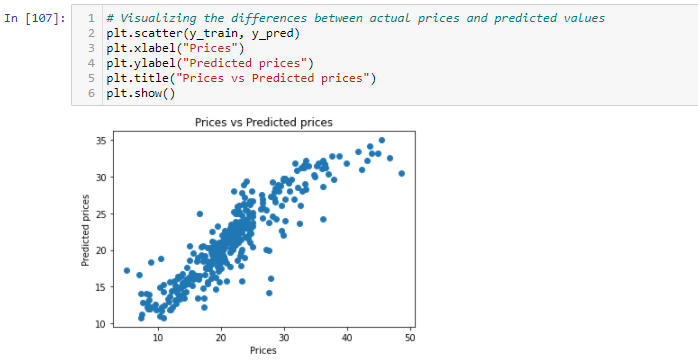 In [107]:
1 # Visualizing the differences between actual prices and predicted values
2 plt.scatter(y_train, y_pred)
3 plt.xlabel("Prices")
4 plt.ylabel("Predicted prices")
5 plt.title("Prices vs Predicted prices")
6 plt.show()
Prices vs Predicted prices
Predicted prices
35
30
25
20
15
10
10 20 30 40 50
Prices